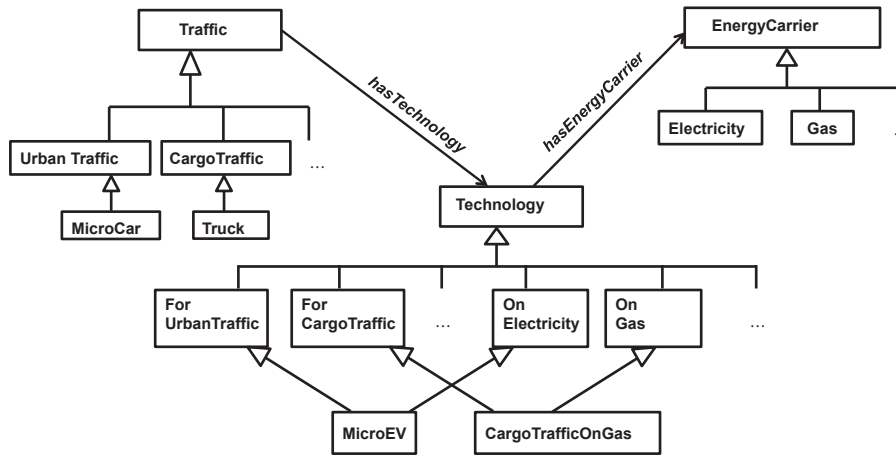 Traffic
EnergyCarrier
hasTechnology
hasEnergyCarrier
Electricity
Gas
Urban Traffic
CargoTraffic
...
MicroCar
Truck
Technology
For
UrbanTraffic
For
CargoTraffic
...
On
Electricity
On
Gas
...
MicroEV
CargoTrafficOnGas